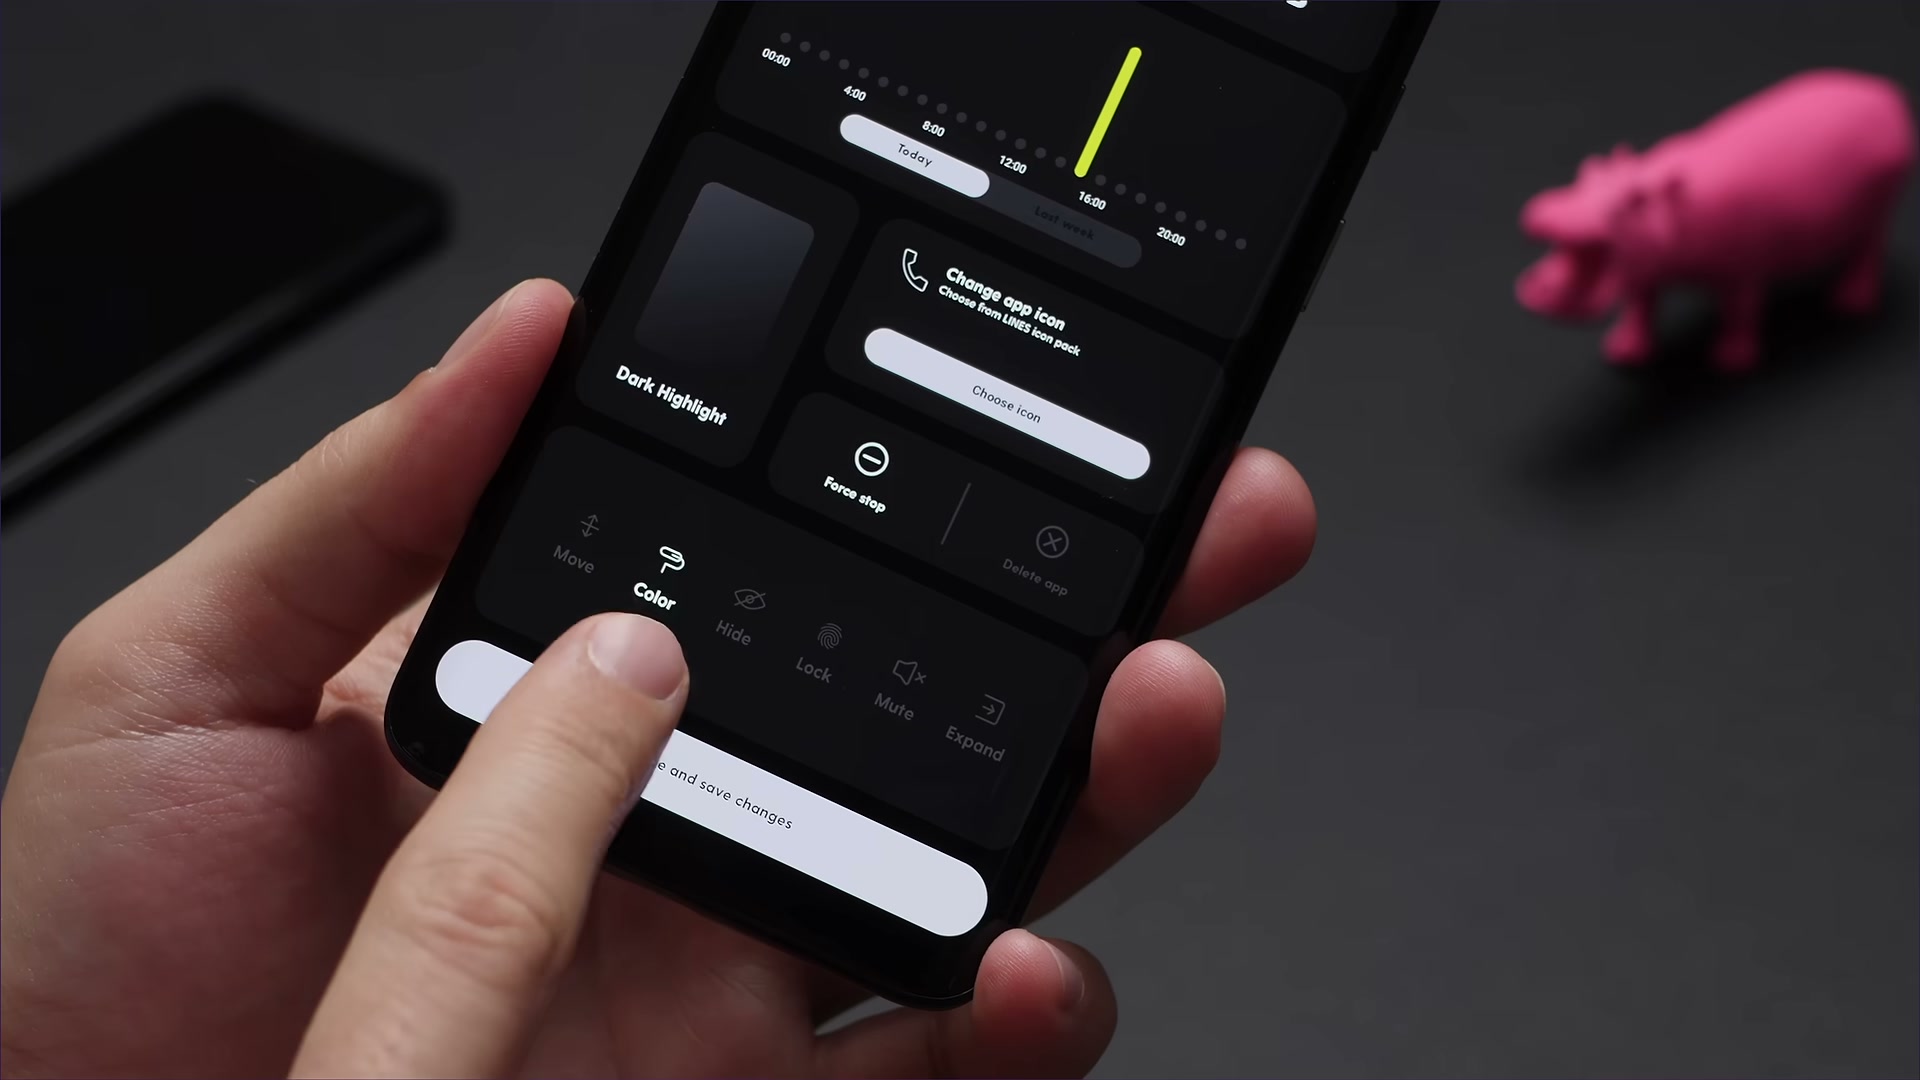 00:00
4:00
8:00
12:00
16:00
20:00
Today
Last week
Dark Highlight
Change app icon
Choose from LINES icon pack
Choose icon
Force stop
Delete app
Move
Color
Hide
Lock
Mute
Expand
and save changes